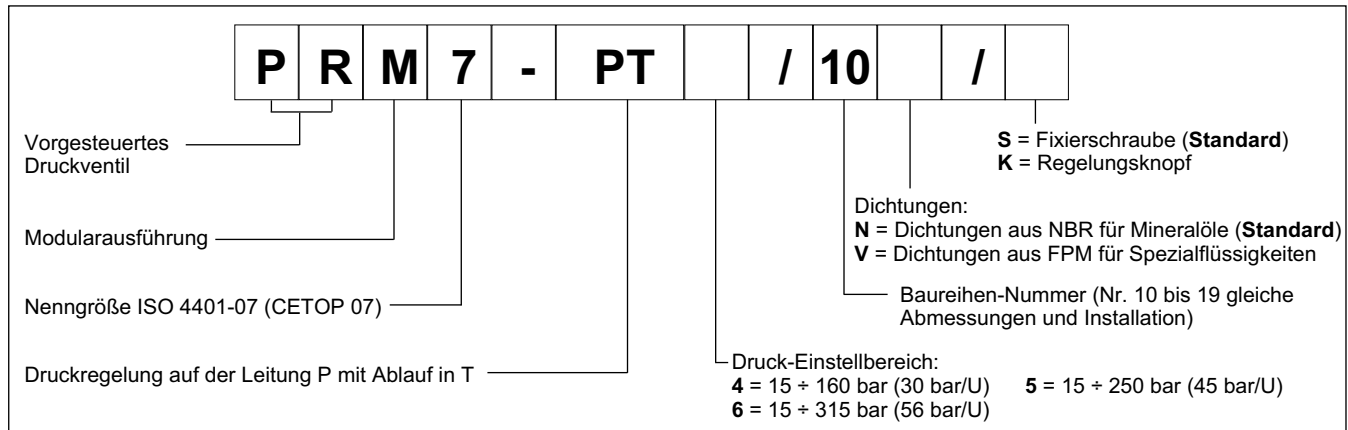 P R M 7 - PT / 10 /
Vorgesteuertes
Druckventil
Modularausführung
Nenngröße ISO 4401-07 (CETOP 07)
Druckregelung auf der Leitung P mit Ablauf in T
S = Fixierschraube (Standard)
K = Regelungsknopf
Dichtungen:
N = Dichtungen aus NBR für Mineralöle (Standard)
V = Dichtungen aus FPM für Spezialflüssigkeiten
Baureihen-Nummer (Nr. 10 bis 19 gleiche
Abmessungen und Installation)
Druck-Einstellbereich:
4 = 15 ÷ 160 bar (30 bar/U) 5 = 15 ÷ 250 bar (45 bar/U)
6 = 15 ÷ 315 bar (56 bar/U)